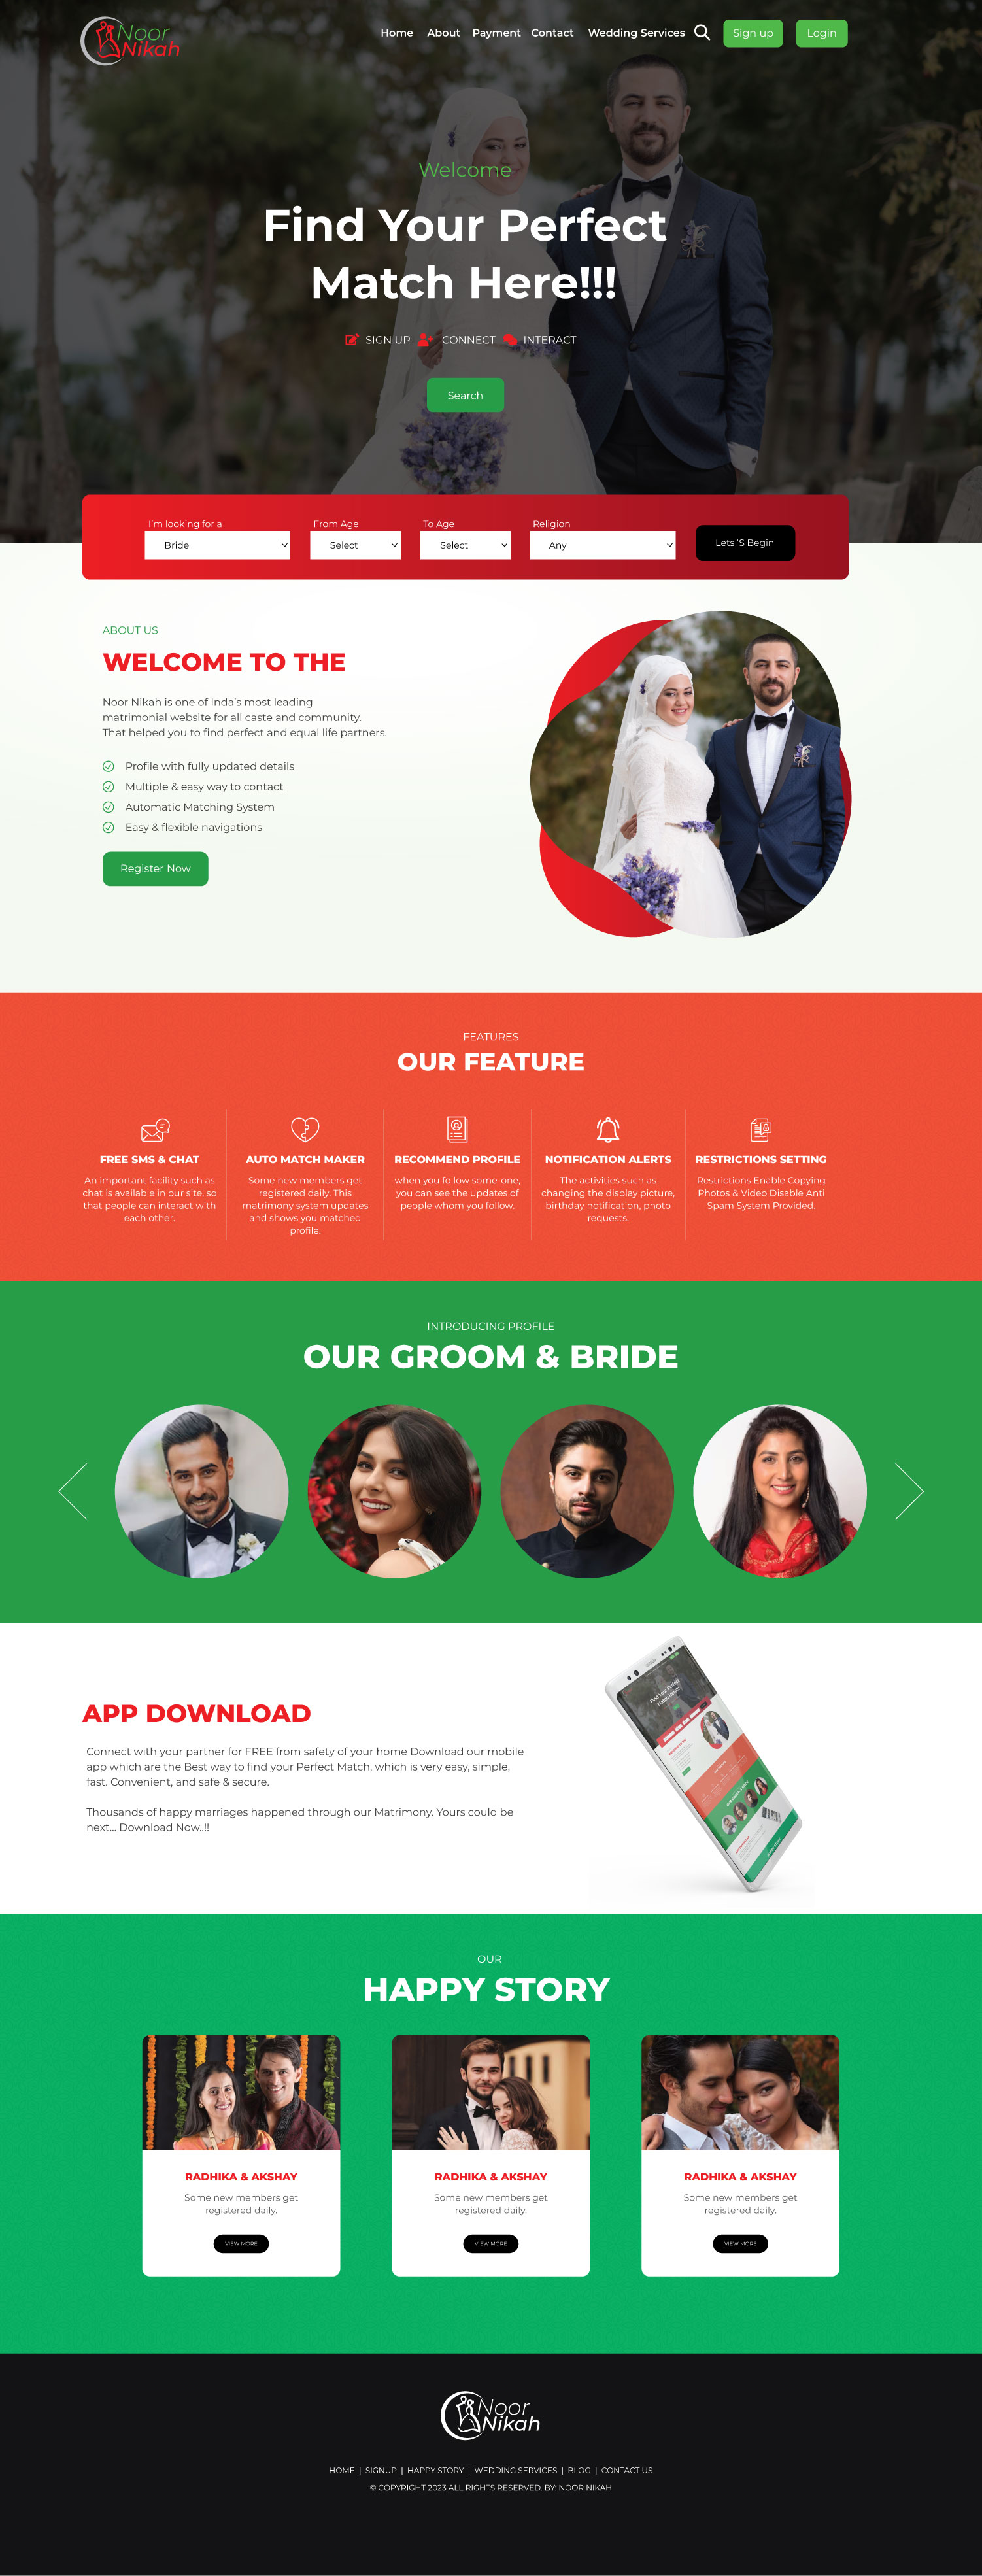 Noor
Nikah
Home About Payment Contact Wedding Services Sign up Login
Welcome
Find Your Perfect
Match Here!!!
SIGN UP CONNECT INTERACT
Search
I'm looking for a From Age To Age Religion
Bride Select Select Any Lets 'S Begin
ABOUT US
WELCOME TO THE
Noor Nikah is one of Inda's most leading
matrimonial website for all caste and community.
That helped you to find perfect and equal life partners.
Profile with fully updated details
Multiple & easy way to contact
Automatic Matching System
Easy & flexible navigations
Register Now
FEATURES
OUR FEATURE
FREE SMS & CHAT
An important facility such as
chat is available in our site, so
that people can interact with
each other.
AUTO MATCH MAKER
Some new members get
registered daily. This
matrimony system updates
and shows you matched
profile.
RECOMMEND PROFILE
when you follow some-one,
you can see the updates of
people whom you follow.
NOTIFICATION ALERTS
The activities such as
changing the display picture,
birthday notification, photo
requests.
RESTRICTIONS SETTING
Restrictions Enable Copying
Photos & Video Disable Anti
Spam System Provided.
INTRODUCING PROFILE
OUR GROOM & BRIDE
APP DOWNLOAD
Connect with your partner for FREE from safety of your home Download our mobile
app which are the Best way to find your Perfect Match, which is very easy, simple,
fast. Convenient, and safe & secure.
Thousands of happy marriages happened through our Matrimony. Yours could be
next... Download Now..!!
Find Your Perfect
Match Here!!!
OUR
HAPPY STORY
RADHIKA & AKSHAY
Some new members get
registered daily.
VIEW MORE
RADHIKA & AKSHAY
Some new members get
registered daily.
VIEW MORE
RADHIKA & AKSHAY
Some new members get
registered daily.
VIEW MORE
Noor
Nikah
HOME | SIGNUP | HAPPY STORY | WEDDING SERVICES | BLOG | CONTACT US
© COPYRIGHT 2023 ALL RIGHTS RESERVED. BY: NOOR NIKAH